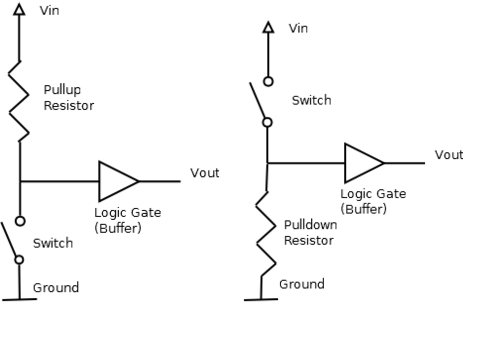 Vin
Pullup
Resistor
Vout
Logic Gate
(Buffer)
Switch
Ground
Vin
Switch
Vout
Logic Gate
(Buffer)
Pulldown
Resistor
Ground